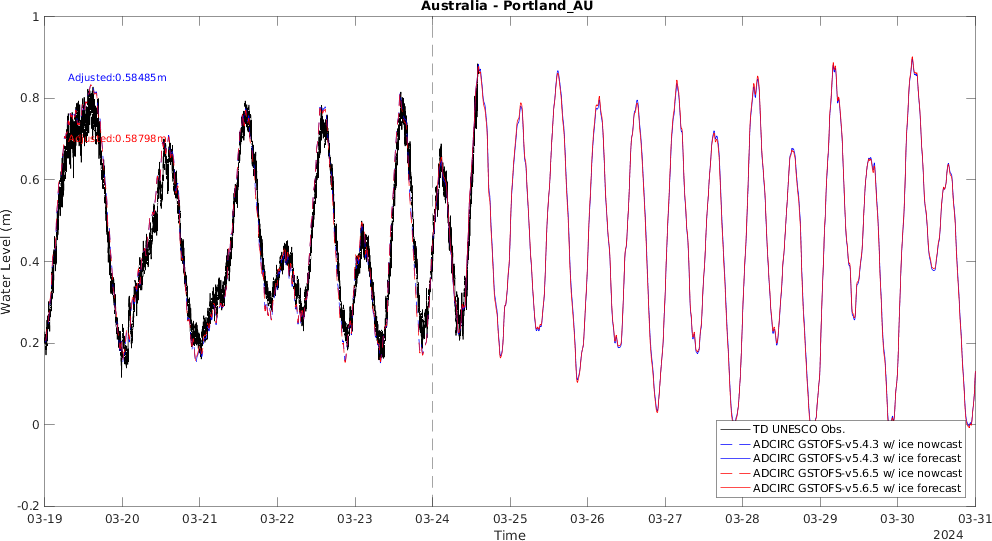 Australia - Portland_AU
1
Adjusted:0.58485m
0.8
Adjusted:0.58798m
0.6
Water Level (m)
0.4
0.2
0
-0.2
TD UNESCO Obs.
ADCIRC GSTOFS-v5.4.3 w/ ice nowcast
ADCIRC GSTOFS-v5.4.3 w/ ice forecast
ADCIRC GSTOFS-v5.6.5 w/ ice nowcast
ADCIRC GSTOFS-v5.6.5 w/ ice forecast
03-19 03-20 03-21 03-22 03-23 03-24 03-25 03-26 03-27 03-28 03-29 03-30 03-31
Time
2024